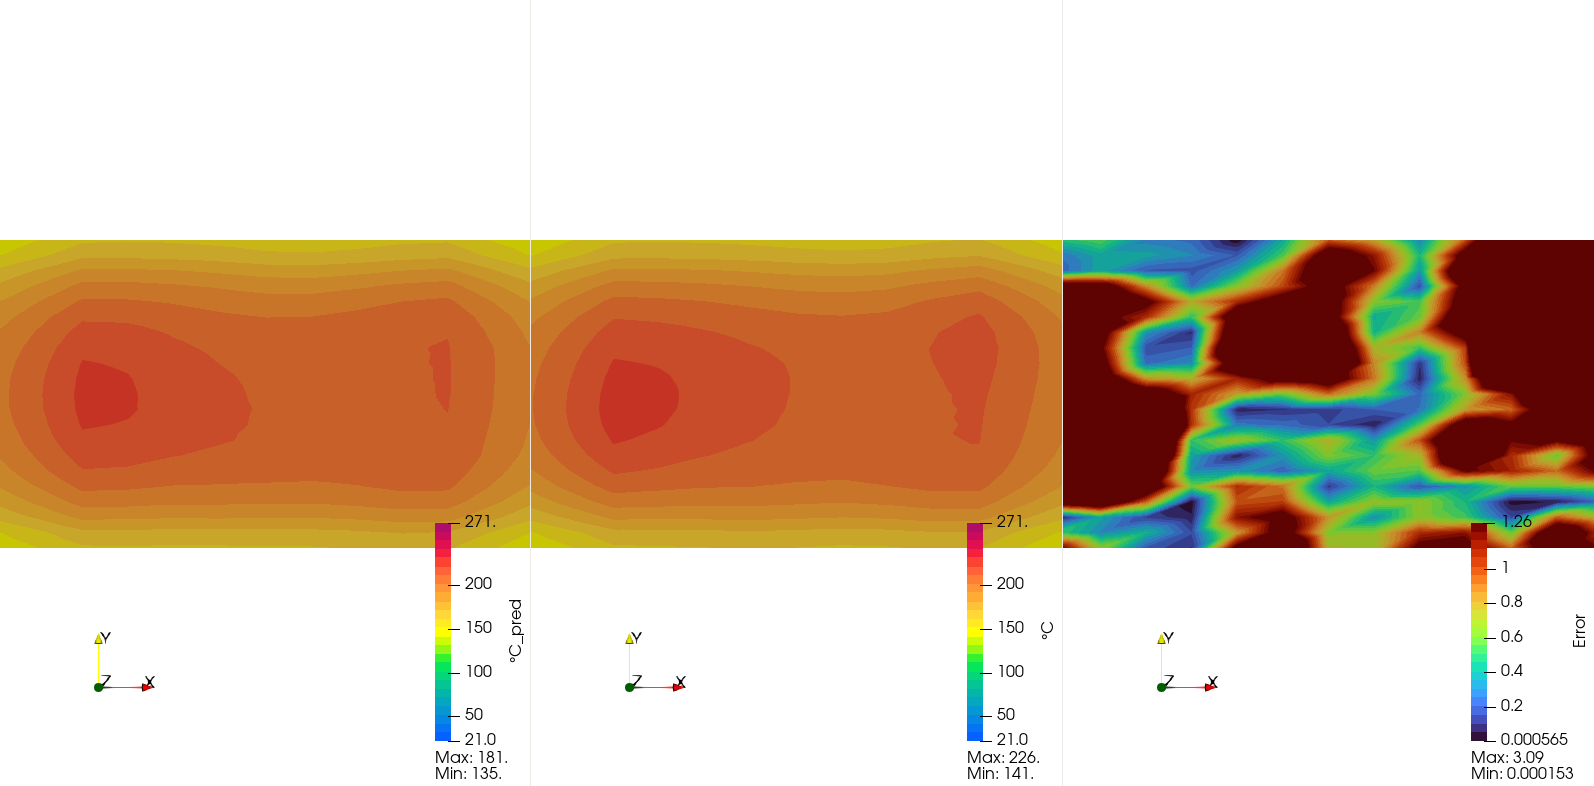 271.
200
150
100
50
21.0
°C_pred
Max: 181.
Min: 135.
Y
Z
X
271.
200
150
100
50
21.0
°C
Max: 226.
Min: 141.
Y
Z
X
1.26
1
0.8
0.6
0.4
0.2
0.000565
Error
Max: 3.09
Min: 0.000153
Y
Z
X